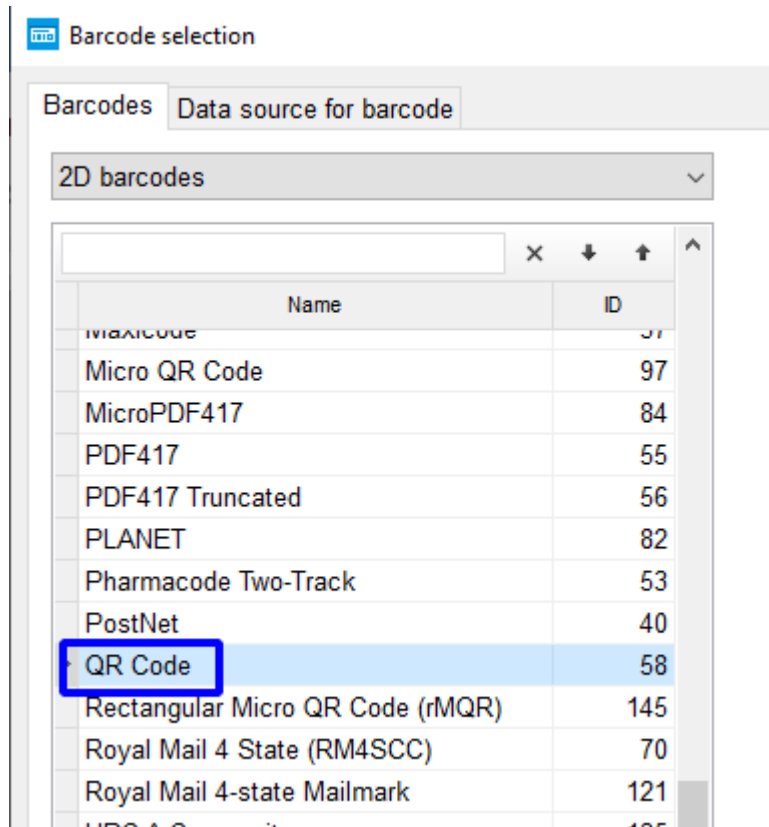 Barcode selection
Barcodes Data source for barcode
2D barcodes
Name ID
Maxicode 57
Micro QR Code 97
MicroPDF417 84
PDF417 55
PDF417 Truncated 56
PLANET 82
Pharmacode Two-Track 53
PostNet 40
QR Code 58
Rectangular Micro QR Code (rMQR) 145
Royal Mail 4 State (RM4SCC) 70
Royal Mail 4-state Mailmark 121